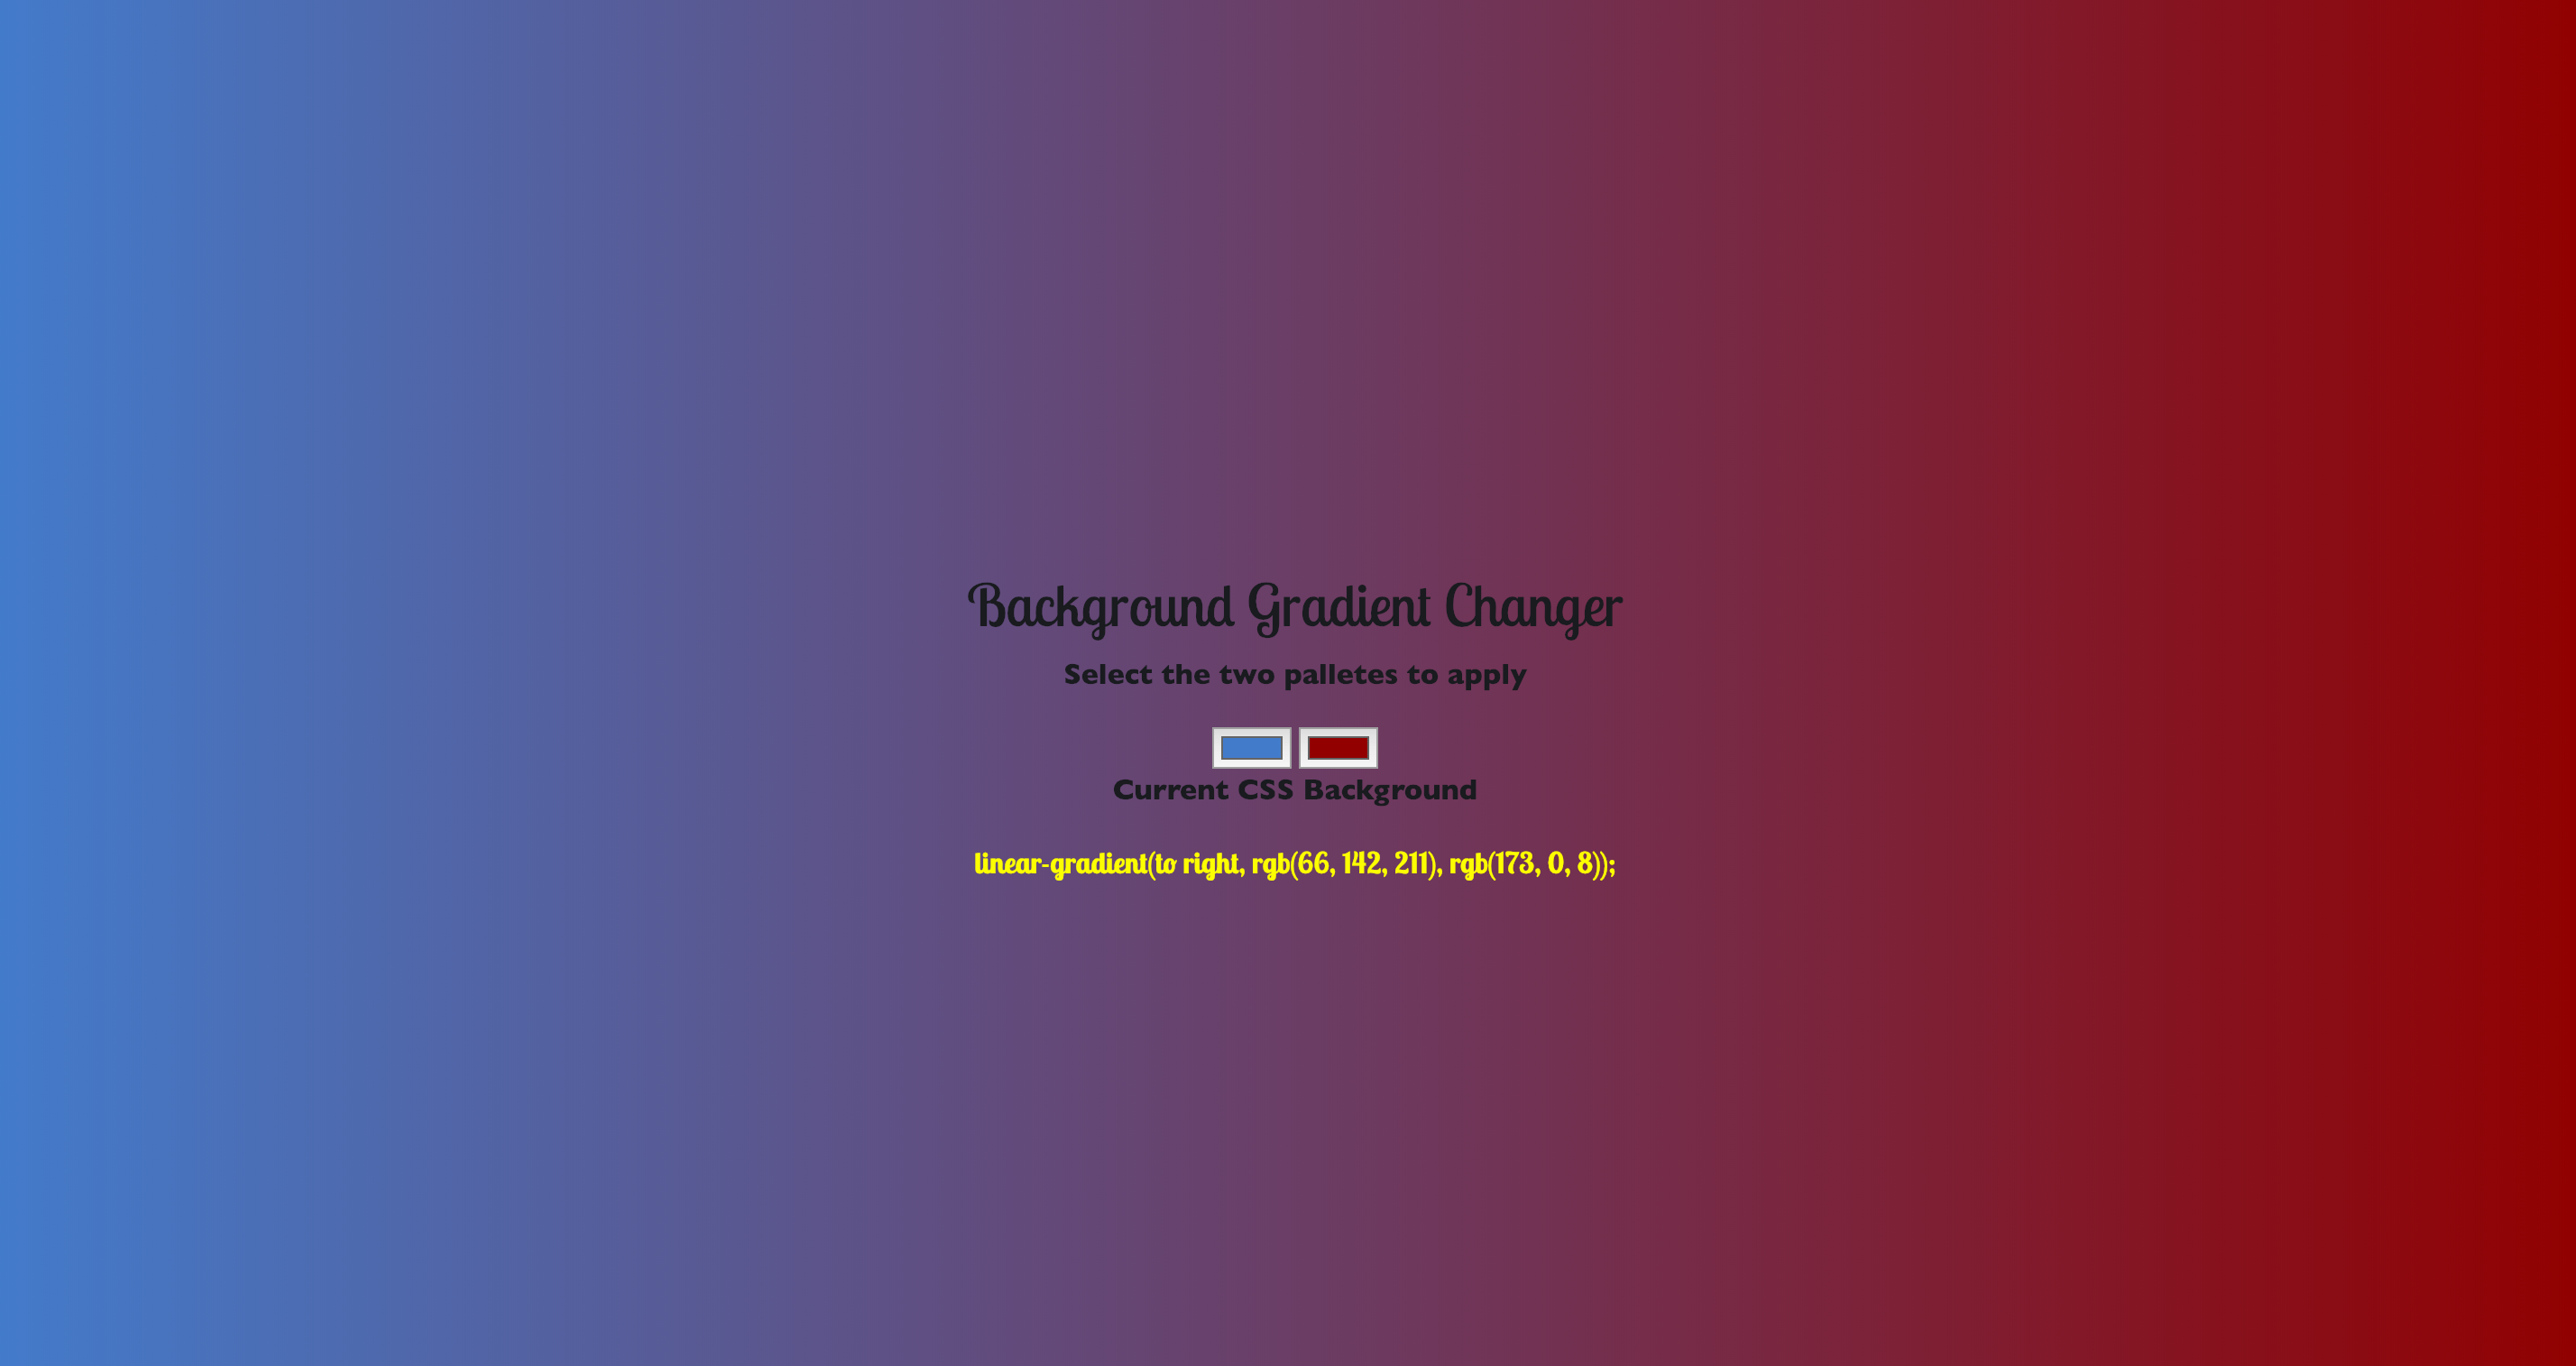 Background Gradient Changer
Select the two palletes to apply
Current CSS Background
linear-gradient(to right, rgb(66, 142, 211), rgb(173, 0, 8));